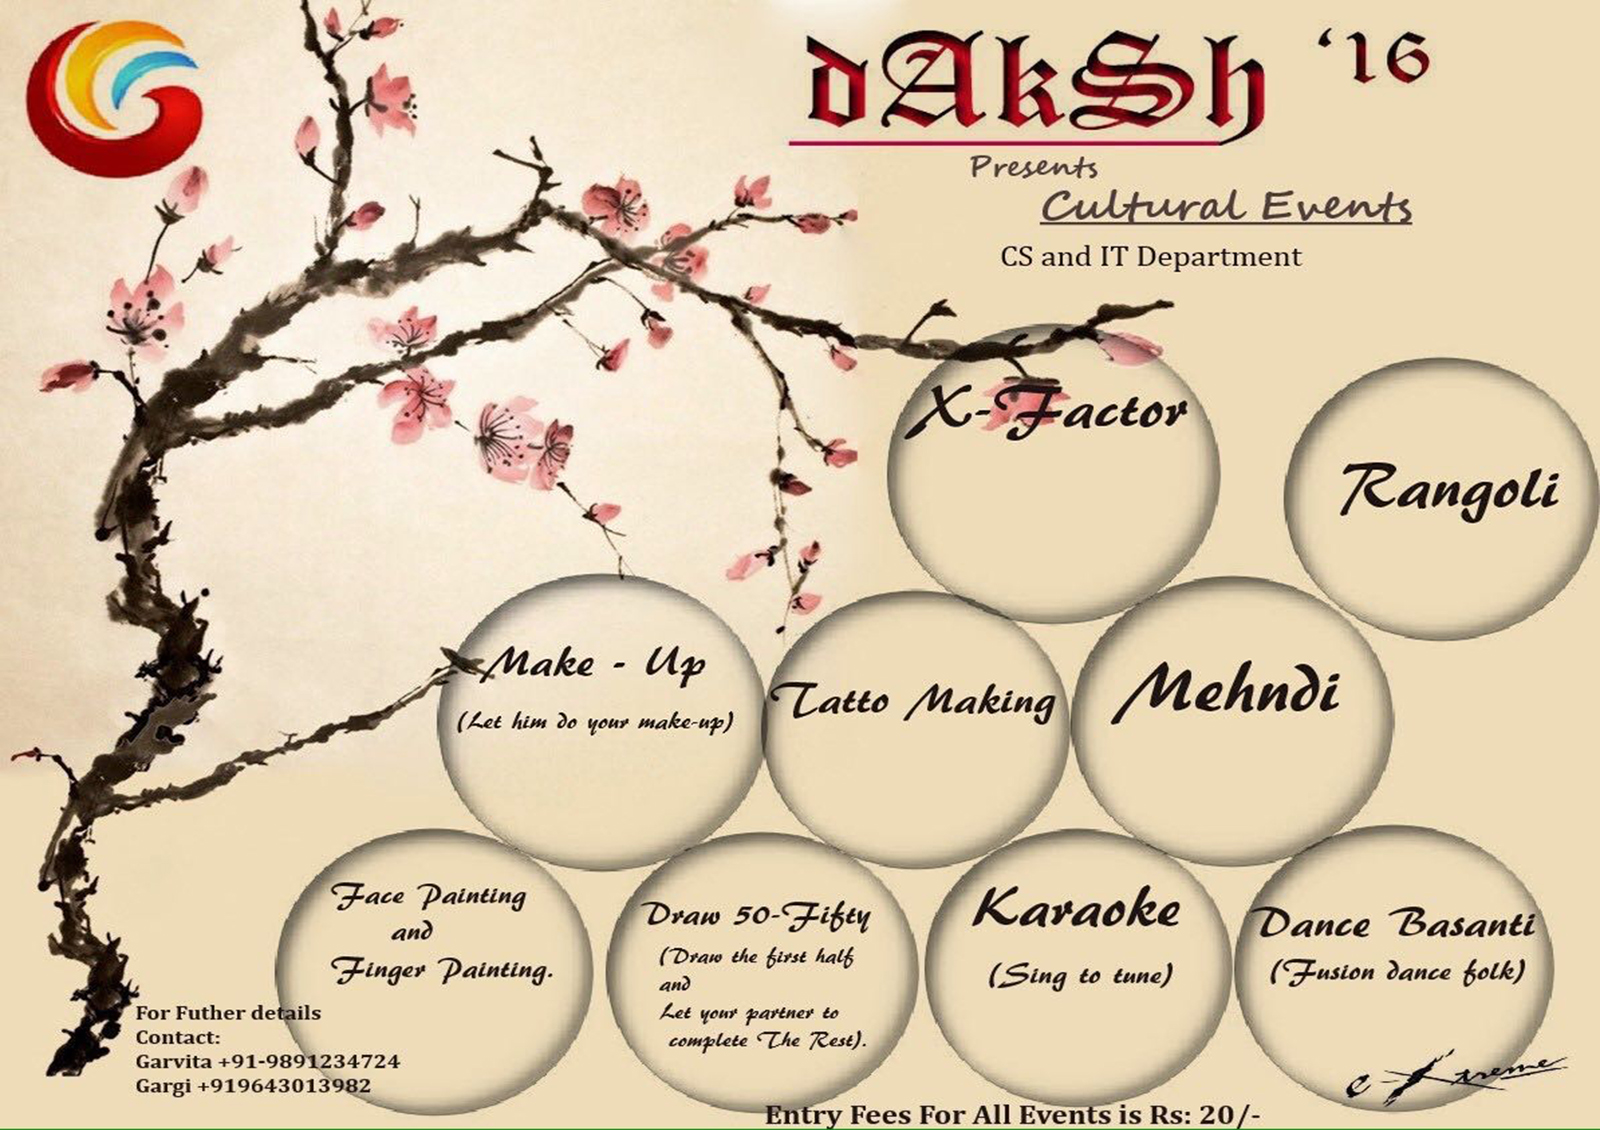 dAkSh '16
Presents
Cultural Events
CS and IT Department
X-Factor
Rangoli
Make - Up
(Let him do your make-up)
Tatto Making
Mehndi
Face Painting
and
Finger Painting.
Draw 50-Fifty
(Draw the first half
and
Let your partner to
complete The Rest).
Karaoke
(Sing to tune)
Dance Basanti
(Fusion dance folk)
For Futher details
Contact:
Garvita +91-9891234724
Gargi +919643013982
e-Xtreme
Entry Fees For All Events is Rs: 20/-